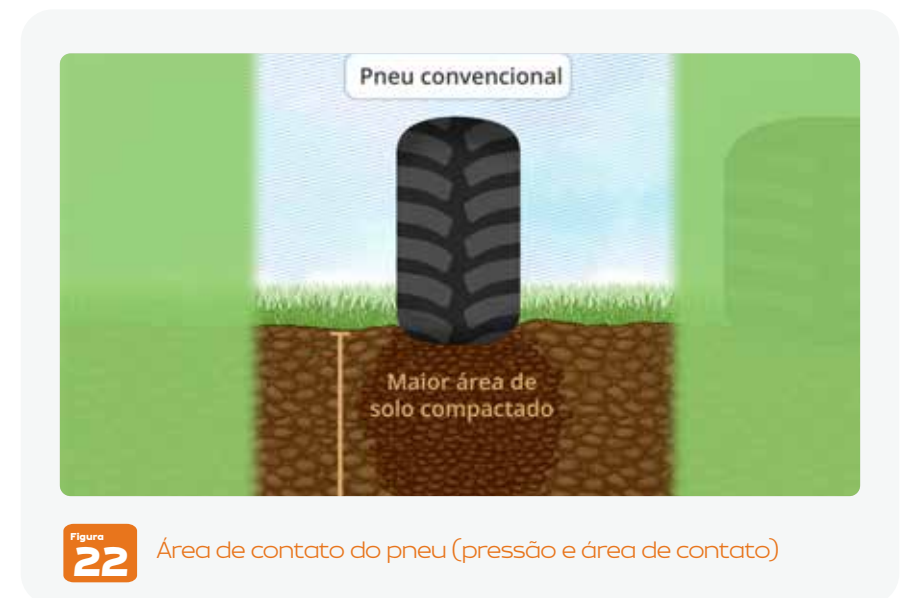 Pneu convencional
Maior área de
solo compactado
Figura
22
Área de contato do pneu (pressão e área de contato)